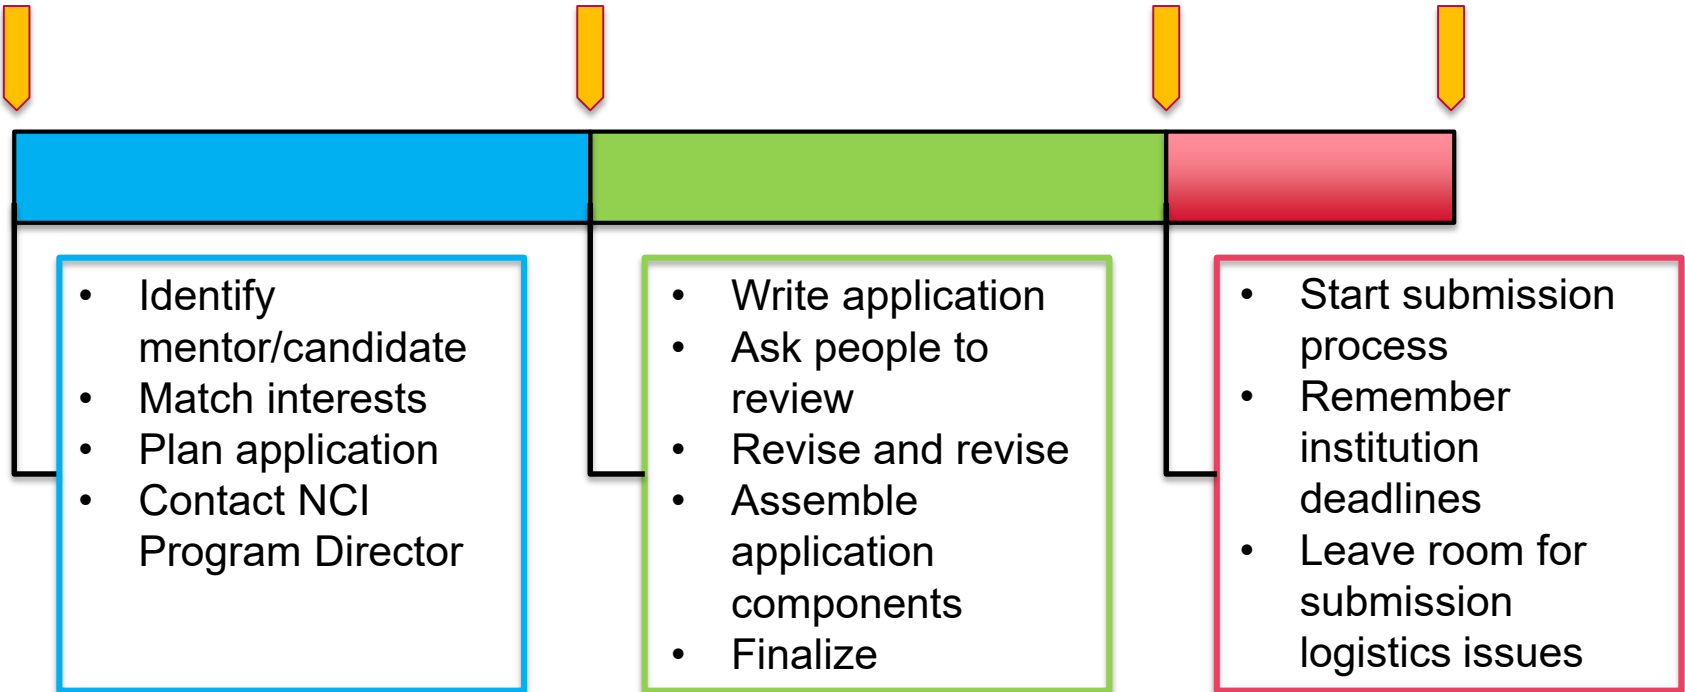 • Identify
mentor/candidate
• Match interests
• Plan application
• Contact NCI
Program Director
• Write application
• Ask people to
review
• Revise and revise
• Assemble
application
components
• Finalize
• Start submission
process
• Remember
institution
deadlines
• Leave room for
submission
logistics issues